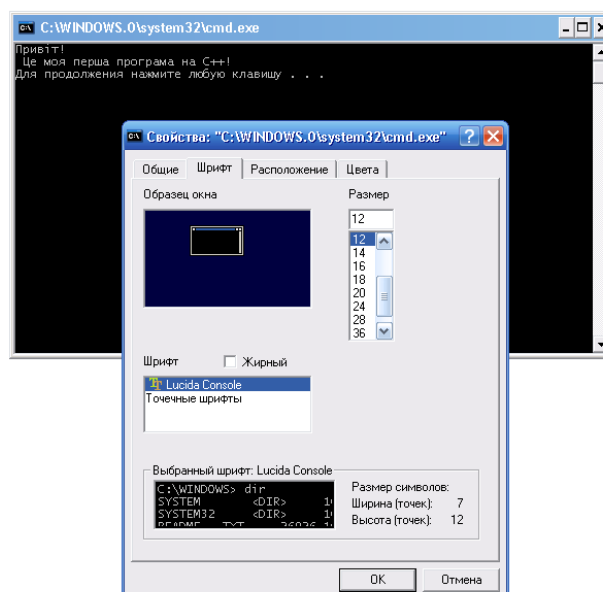 C:\WINDOWS.0\system32\cmd.exe
Привіт!
Це моя перша програма на C++!
Для продолжения нажмите любую клавишу . . .
Свойства: "C:\WINDOWS.0\system32\cmd.exe"
Общие Шрифт Расположение Цвета
Образец окна Размер
12
12
14
16
18
20
24
28
36
Шрифт Жирный
Lucida Console
Точечные шрифты
Выбранный шрифт: Lucida Console
C:\WINDOWS> dir
SYSTEM <DIR>
SYSTEM32 <DIR>
README TXT 26926
Размер символов:
Ширина (точек): 7
Высота (точек): 12
OK Отмена